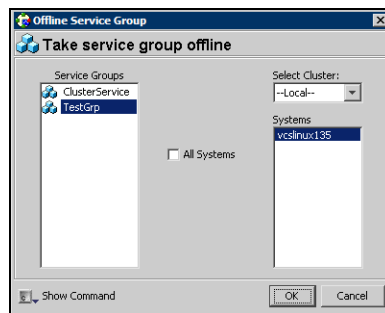 Offline Service Group
Take service group offline
Service Groups
ClusterService
TestGrp
All Systems
Select Cluster:
--Local--
Systems
vcslinux135
Show Command
OK
Cancel